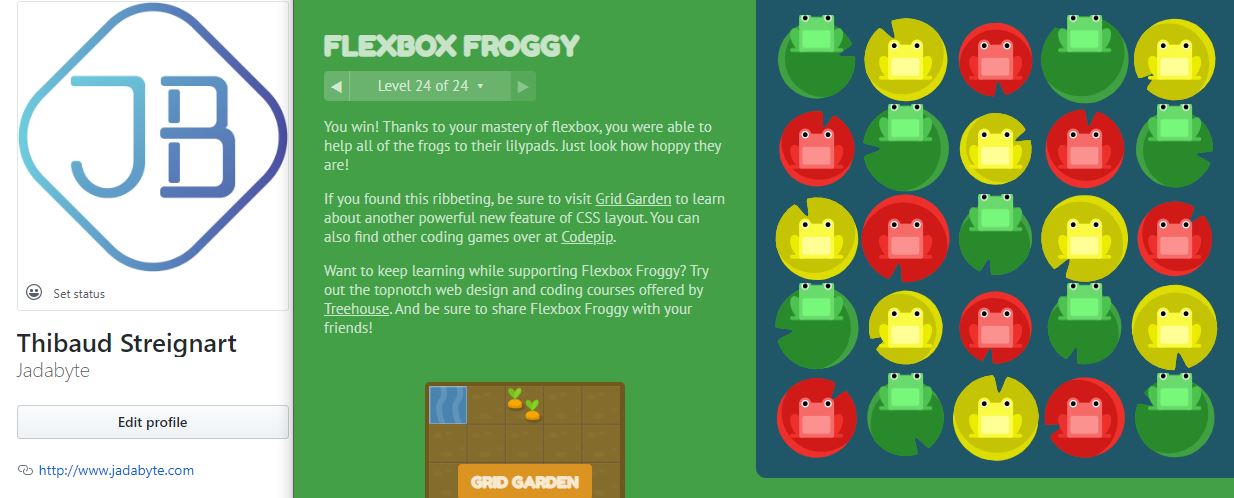 JB
Set status
Thibaud Streignart
Jadabyte
Edit profile
http://www.jadabyte.com
FLEXBOX FROGGY
Level 24 of 24
You win! Thanks to your mastery of flexbox, you were able to
help all of the frogs to their lilypads. Just look how hoppy they
are!
If you found this ribbeting, be sure to visit Grid Garden to learn
about another powerful new feature of CSS layout. You can
also find other coding games over at Codepip.
Want to keep learning while supporting Flexbox Froggy? Try
out the topnotch web design and coding courses offered by
Treehouse. And be sure to share Flexbox Froggy with your
friends!
GRID GARDEN